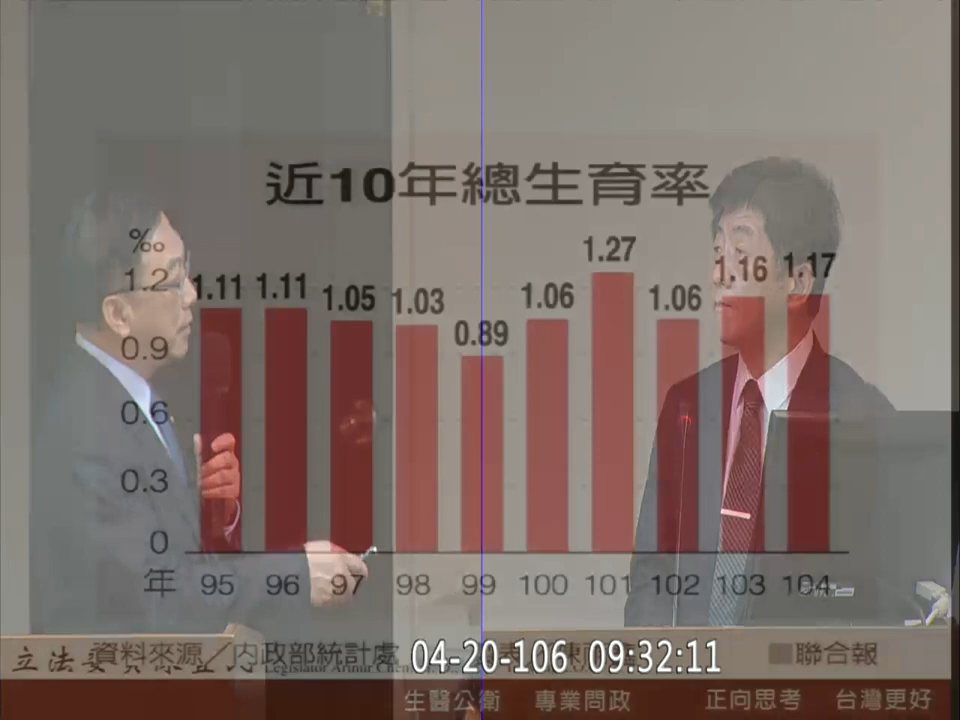 近10年總生育率
‰
1.2
0.9
0.6
0.3
0
1.11 1.11 1.05 1.03 0.89 1.06 1.27 1.06 1.16 1.17
年 95 96 97 98 99 100 101 102 103 104
資料來源／內政部統計處 聯合報
立法委員
Legislator Arthur Chen
04-20-106 09:32:11
生醫公衛 專業問政 正向思考 台灣更好